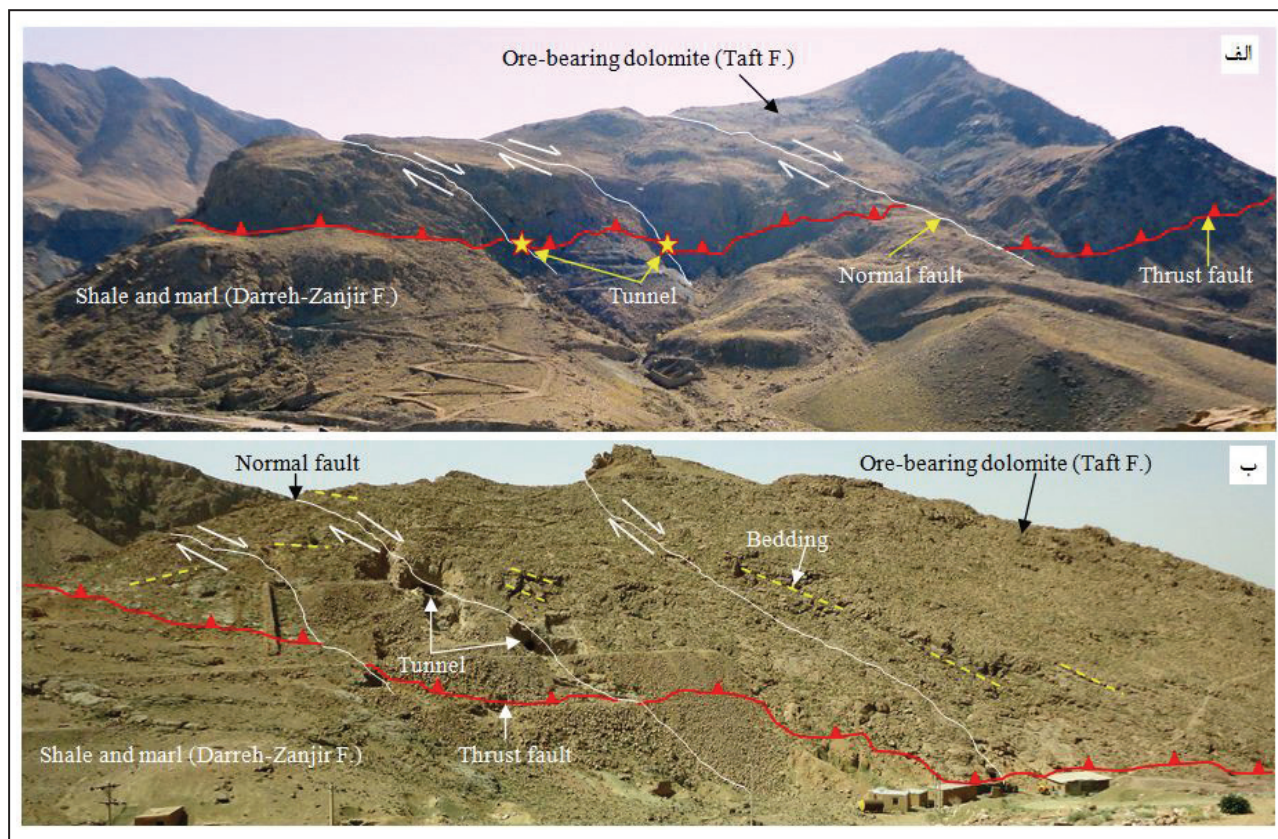 الف
Ore-bearing dolomite (Taft F.)
Shale and marl (Darreh-Zanjir F.)
Tunnel
Normal fault
Thrust fault
ب
Normal fault
Ore-bearing dolomite (Taft F.)
Bedding
Tunnel
Thrust fault
Shale and marl (Darreh-Zanjir F.)